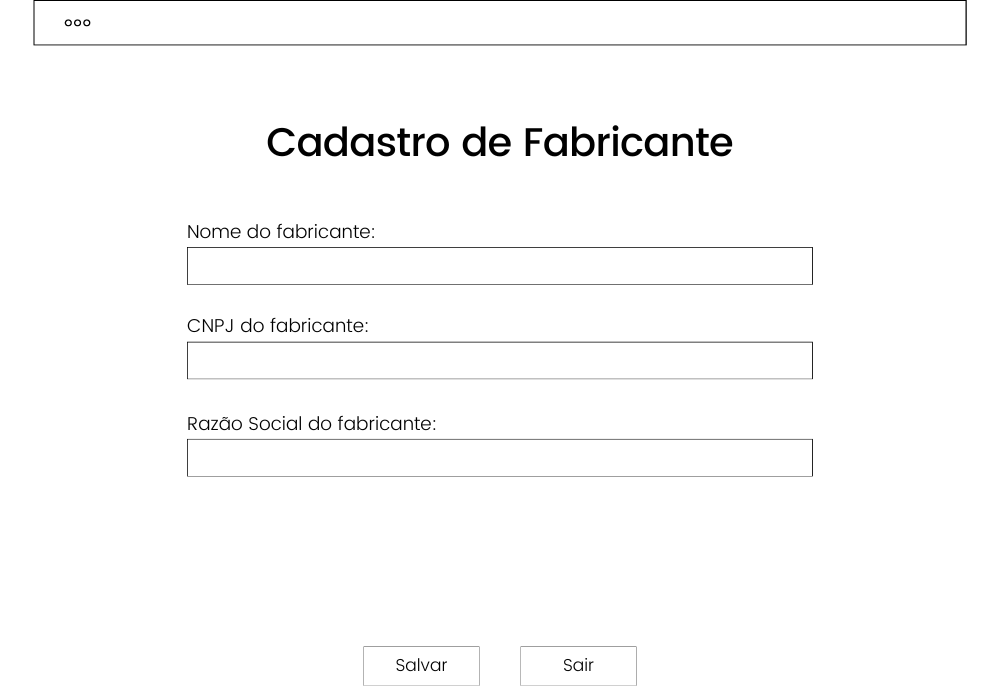 Cadastro de Fabricante
Nome do fabricante:
CNPJ do fabricante:
Razão Social do fabricante:
Salvar
Sair